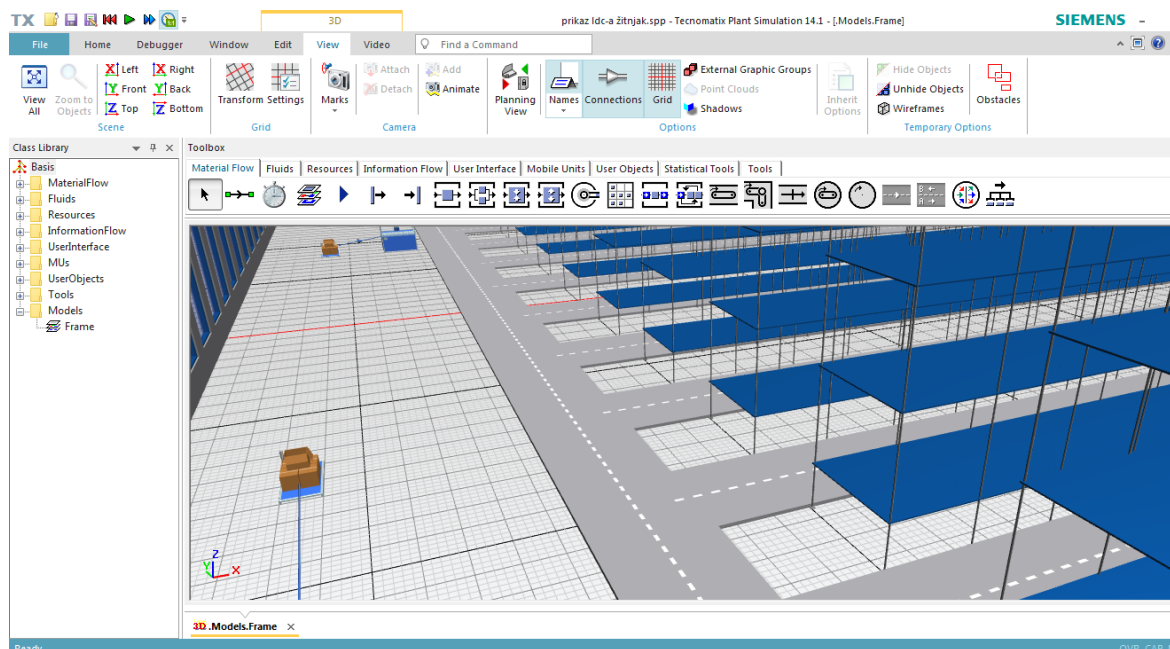 TX 3D prikaz ldc-a žitnjak.spp - Tecnomatix Plant Simulation 14.1 - [.Models.Frame] SIEMENS
File Home Debugger Window Edit View Video Find a Command
Left Right Attach Add External Graphic Groups Hide Objects
Front Back Detach Animate Point Clouds Unhide Objects
Top Bottom Shadows Wireframes
View All Zoom to Objects Transform Settings Marks Planning View Names Connections Grid Inherit Options Obstacles
Scene Grid Camera Options Temporary Options
Class Library Toolbox
Basis
MaterialFlow
Fluids
Resources
InformationFlow
UserInterface
MUs
UserObjects
Tools
Models
Frame
Material Flow Fluids Resources Information Flow User Interface Mobile Units User Objects Statistical Tools Tools
Z
Y X
3D .Models.Frame
Ready OVR CAP